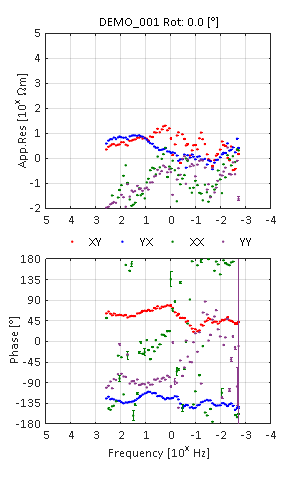 DEMO_001 Rot: 0.0 [°]
App.Res [10^x Ωm]
5
4
3
2
1
0
-1
-2
5 4 3 2 1 0 -1 -2 -3 -4
XY YX XX YY
Phase [°]
180
135
90
45
0
-45
-90
-135
-180
5 4 3 2 1 0 -1 -2 -3 -4
Frequency [10^x Hz]